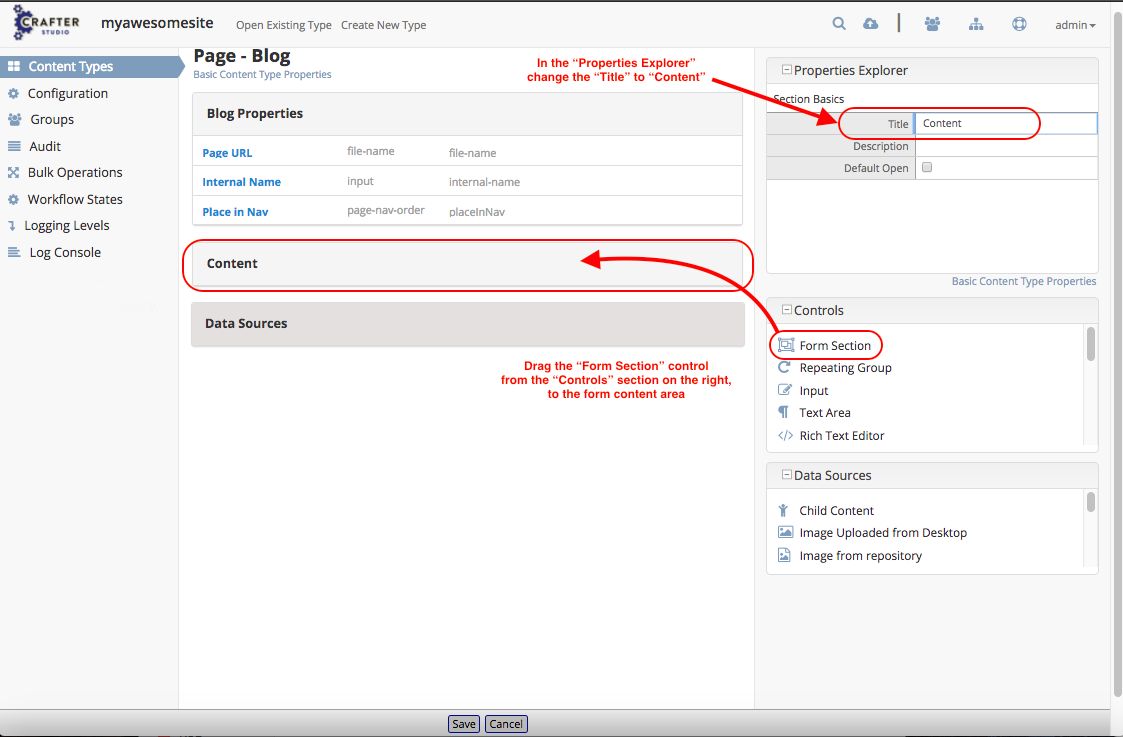 CRAFTER
STUDIO
myawesomesite
Open Existing Type
Create New Type
admin
Content Types
Configuration
Groups
Audit
Bulk Operations
Workflow States
Logging Levels
Log Console
Page - Blog
Basic Content Type Properties
Blog Properties
Page URL file-name file-name
Internal Name input internal-name
Place in Nav page-nav-order placeInNav
Content
Data Sources
In the “Properties Explorer”
change the “Title” to “Content”
Drag the “Form Section” control
from the “Controls” section on the right,
to the form content area
Properties Explorer
Section Basics
Title Content
Description
Default Open
Basic Content Type Properties
Controls
Form Section
Repeating Group
Input
Text Area
Rich Text Editor
Data Sources
Child Content
Image Uploaded from Desktop
Image from repository
Save Cancel